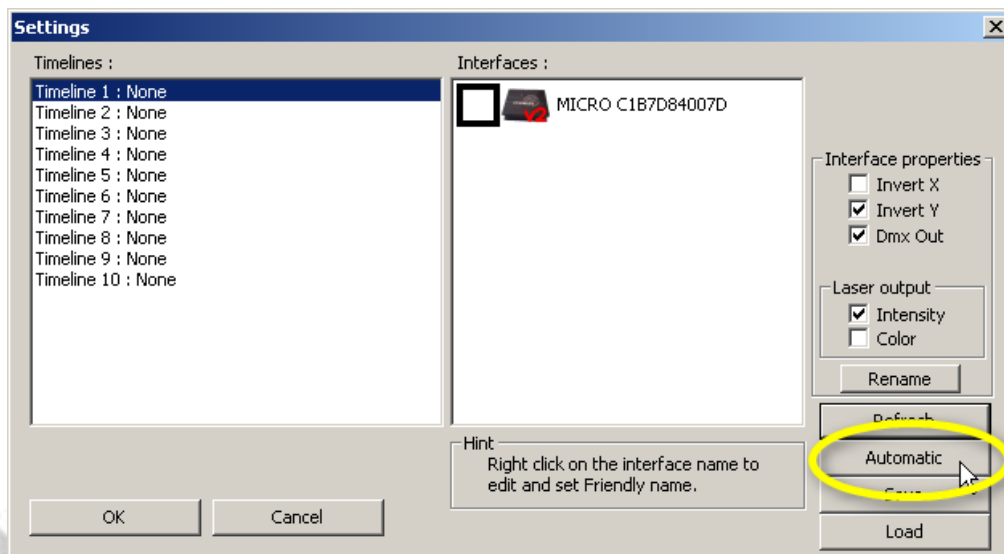 Settings
Timelines :
Timeline 1 : None
Timeline 2 : None
Timeline 3 : None
Timeline 4 : None
Timeline 5 : None
Timeline 6 : None
Timeline 7 : None
Timeline 8 : None
Timeline 9 : None
Timeline 10 : None
Interfaces :
MICRO C1B7D84007D
Interface properties
Invert X
Invert Y
Dmx Out
Laser output
Intensity
Color
Rename
Refresh
Automatic
Save
Load
Hint
Right click on the interface name to
edit and set Friendly name.
OK
Cancel